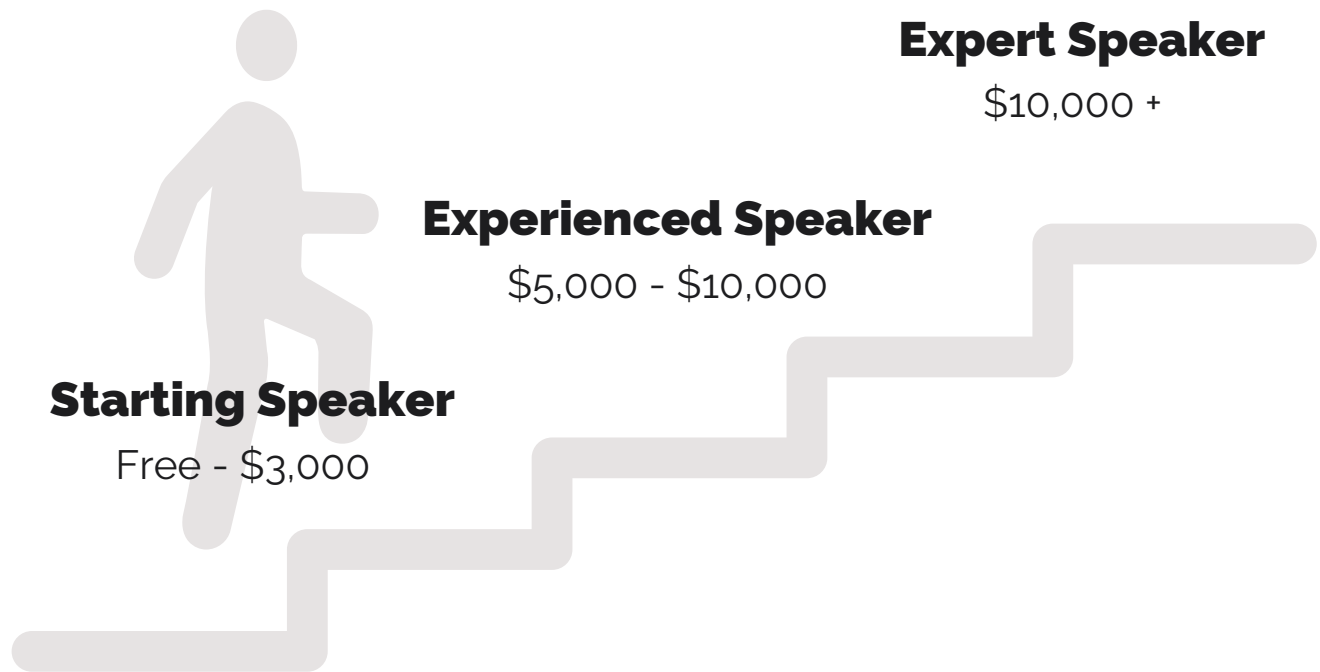 Expert Speaker
$10,000 +
Experienced Speaker
$5,000 - $10,000
Starting Speaker
Free - $3,000